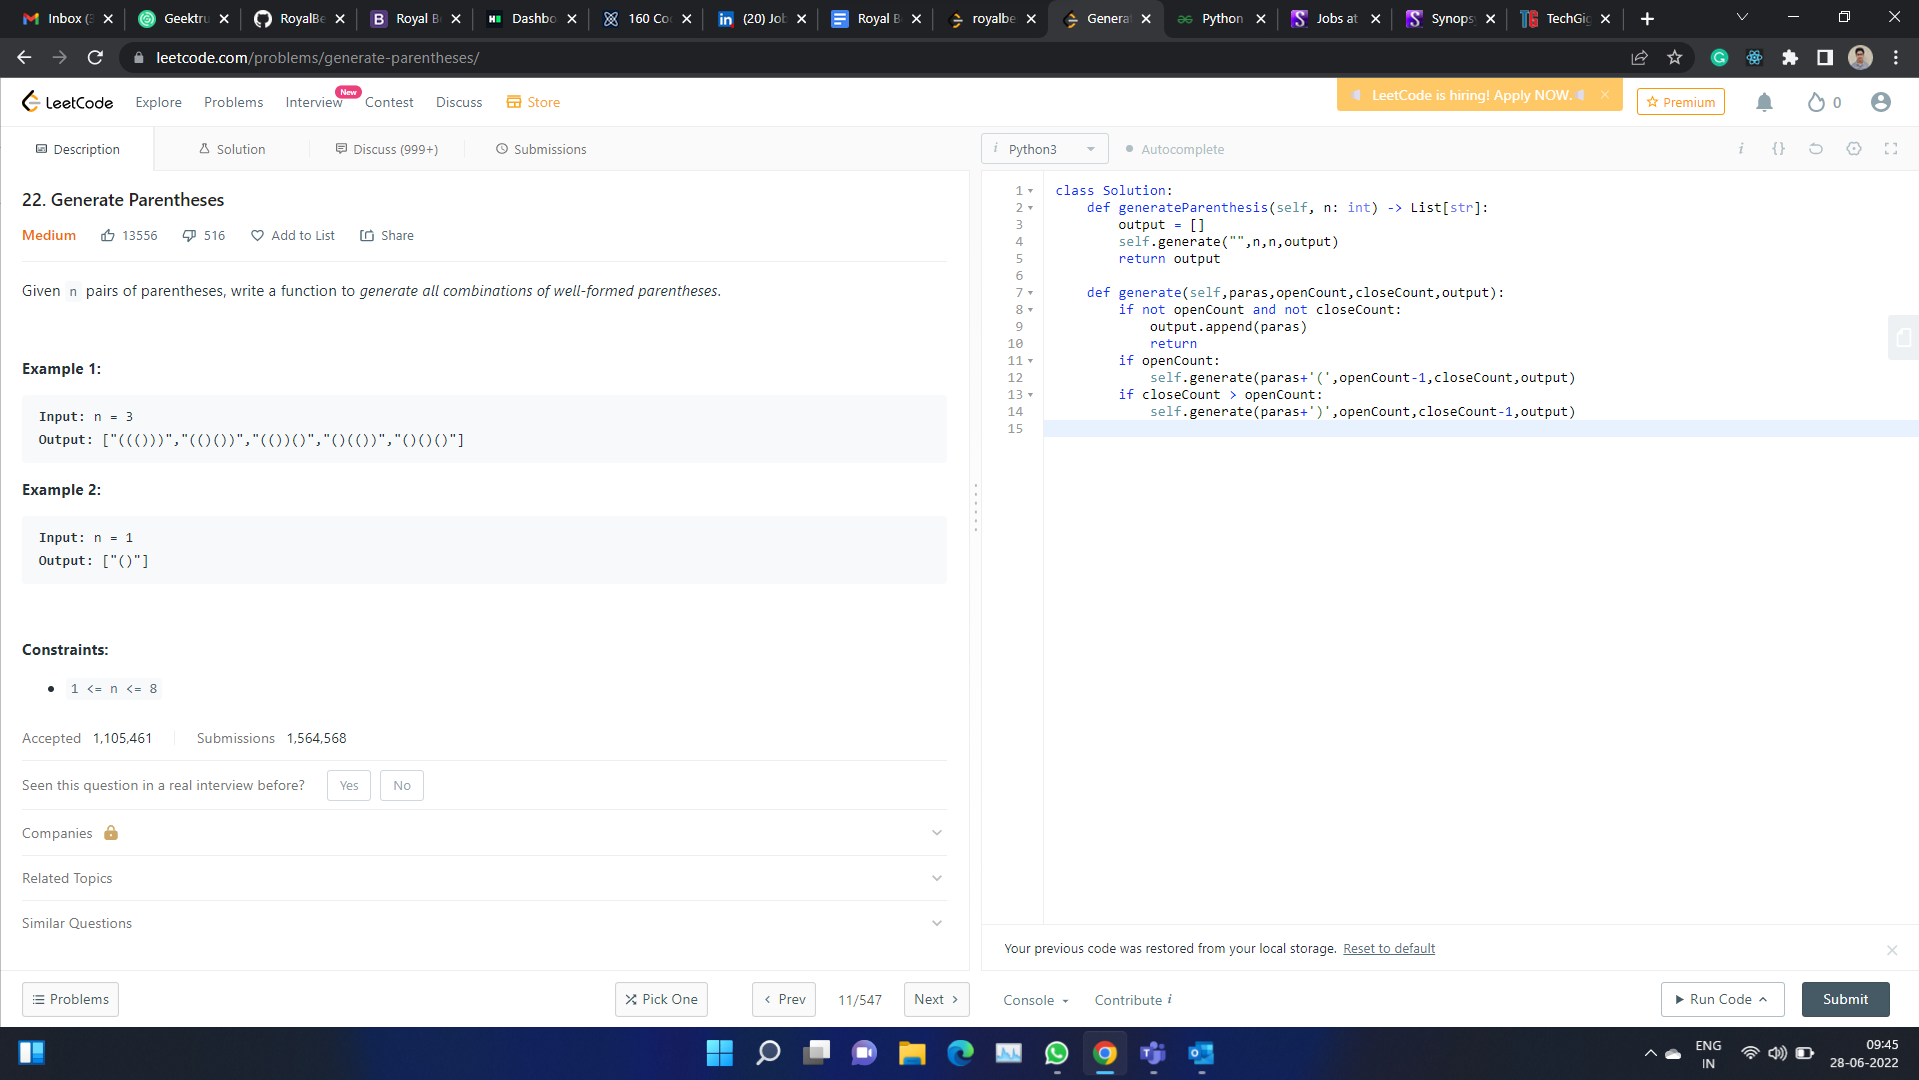 Inbox (3
Geektru
RoyalBe
Royal B
Dashbo
160 Co
(20) Job
Royal B
royalbe
Genera
Python
Jobs at
Synops
TechGig
leetcode.com/problems/generate-parentheses/
LeetCode
Explore
Problems
Interview
New
Contest
Discuss
Store
LeetCode is hiring! Apply NOW.
Premium
0
Description
Solution
Discuss (999+)
Submissions
i Python3
Autocomplete
i
{}
22. Generate Parentheses
Medium
13556
516
Add to List
Share
Given n pairs of parentheses, write a function to generate all combinations of well-formed parentheses.
Example 1:
Input: n = 3
Output: ["((()))","(()())","(())()","()(())","()()()"]
Example 2:
Input: n = 1
Output: ["()"]
Constraints:
1 <= n <= 8
Accepted 1,105,461
Submissions 1,564,568
Seen this question in a real interview before?
Yes
No
Companies
Related Topics
Similar Questions
1 class Solution:
2 def generateParenthesis(self, n: int) -> List[str]:
3 output = []
4 self.generate("",n,n,output)
5 return output
6
7 def generate(self,paras,openCount,closeCount,output):
8 if not openCount and not closeCount:
9 output.append(paras)
10 return
11 if openCount:
12 self.generate(paras+'(',openCount-1,closeCount,output)
13 if closeCount > openCount:
14 self.generate(paras+')',openCount,closeCount-1,output)
15
Your previous code was restored from your local storage. Reset to default
Problems
Pick One
Prev
11/547
Next
Console
Contribute i
Run Code
Submit
ENG
IN
09:45
28-06-2022